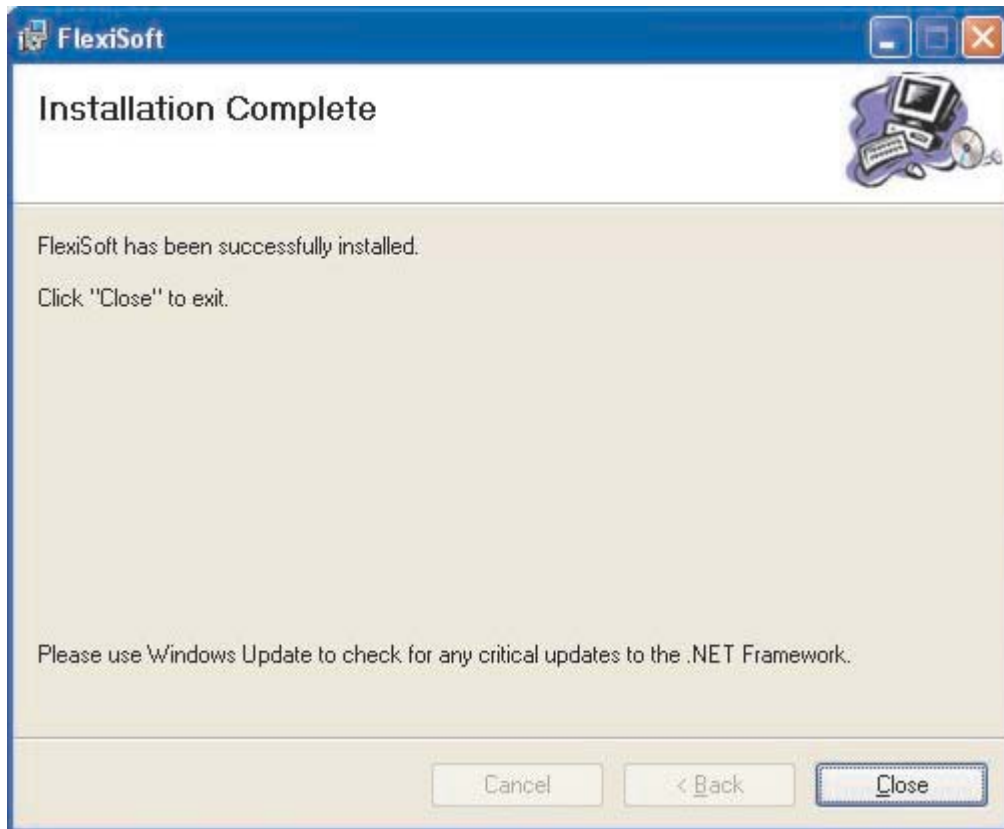 FlexiSoft
Installation Complete
FlexiSoft has been successfully installed.
Click "Close" to exit.
Please use Windows Update to check for any critical updates to the .NET Framework.
Cancel
< Back
Close